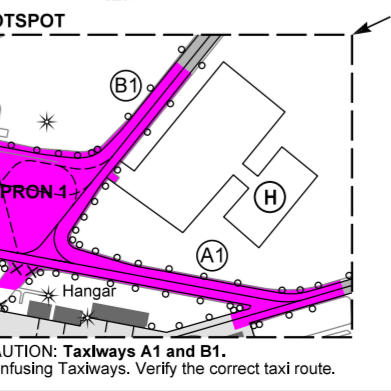 OTSPOT
B1
PRON 1
H
A1
Hangar
AUTION: Taxiways A1 and B1.
nfusing Taxiways. Verify the correct taxi route.